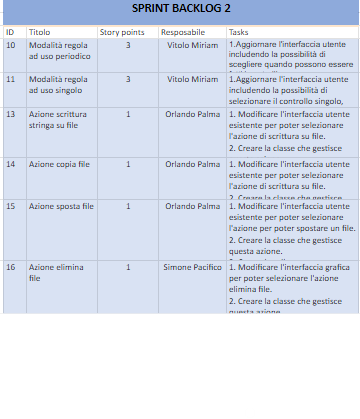 SPRINT BACKLOG 2
ID Titolo Story points Resposabile Tasks
10 Modalità regola ad uso periodico 3 Vitolo Miriam 1.Aggiornare l'interfaccia utente
includendo la possibilità di
scegliere quando possono essere
11 Modalità regola ad uso singolo 3 Vitolo Miriam 1.Aggiornare l'interfaccia utente
includendo la possibilità di
selezionare il controllo singolo,
13 Azione scrittura stringa su file 1 Orlando Palma 1. Modificare l'interfaccia utente
esistente per poter selezionare
l'azione di scrittura su file.
2. Creare la classe che gestisce
14 Azione copia file 1 Orlando Palma 1. Modificare l'interfaccia utente
esistente per poter selezionare
l'azione di scrittura su file.
2. Creare la classe che gestisce
15 Azione sposta file 1 Orlando Palma 1. Modificare l'interfaccia utente
esistente per poter selezionare
l'azione per poter spostare un file.
2. Creare la classe che gestisce
questa azione.
16 Azione elimina file 1 Simone Pacifico 1. Modificare l'interfaccia grafica
per poter selezionare l'azione
elimina file.
2. Creare la classe che gestisce
questa azione.